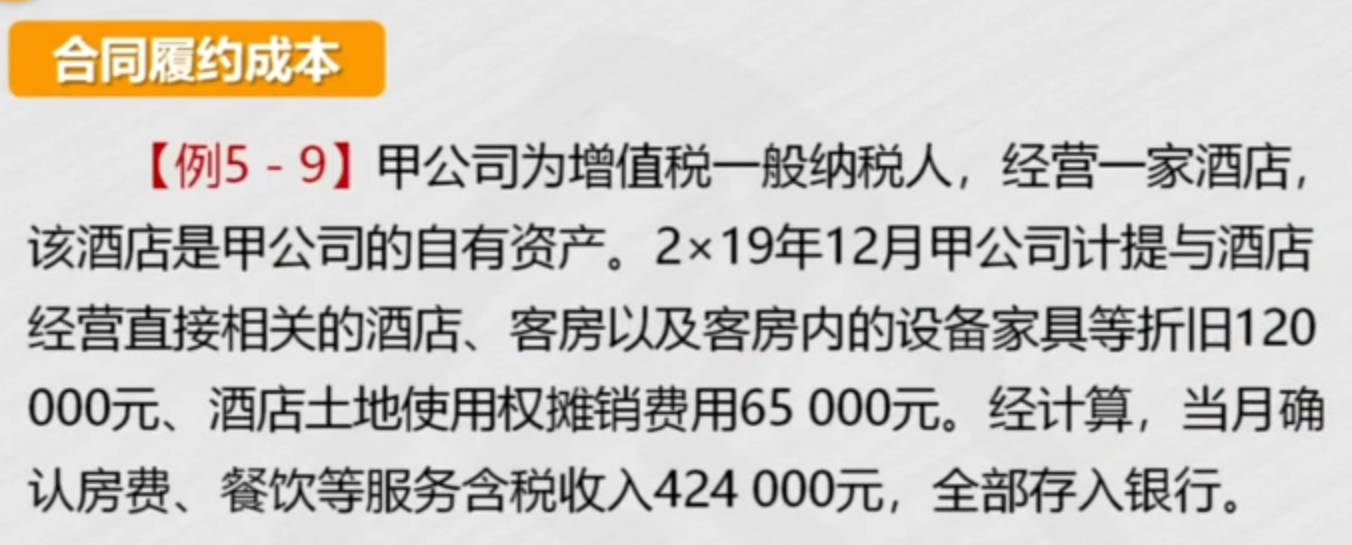 合同履约成本
【例5－9】甲公司为增值税一般纳税人，经营一家酒店，
该酒店是甲公司的自有资产。2×19年12月甲公司计提与酒店
经营直接相关的酒店、客房以及客房内的设备家具等折旧120
000元、酒店土地使用权摊销费用65 000元。经计算，当月确
认房费、餐饮等服务含税收入424 000元，全部存入银行。